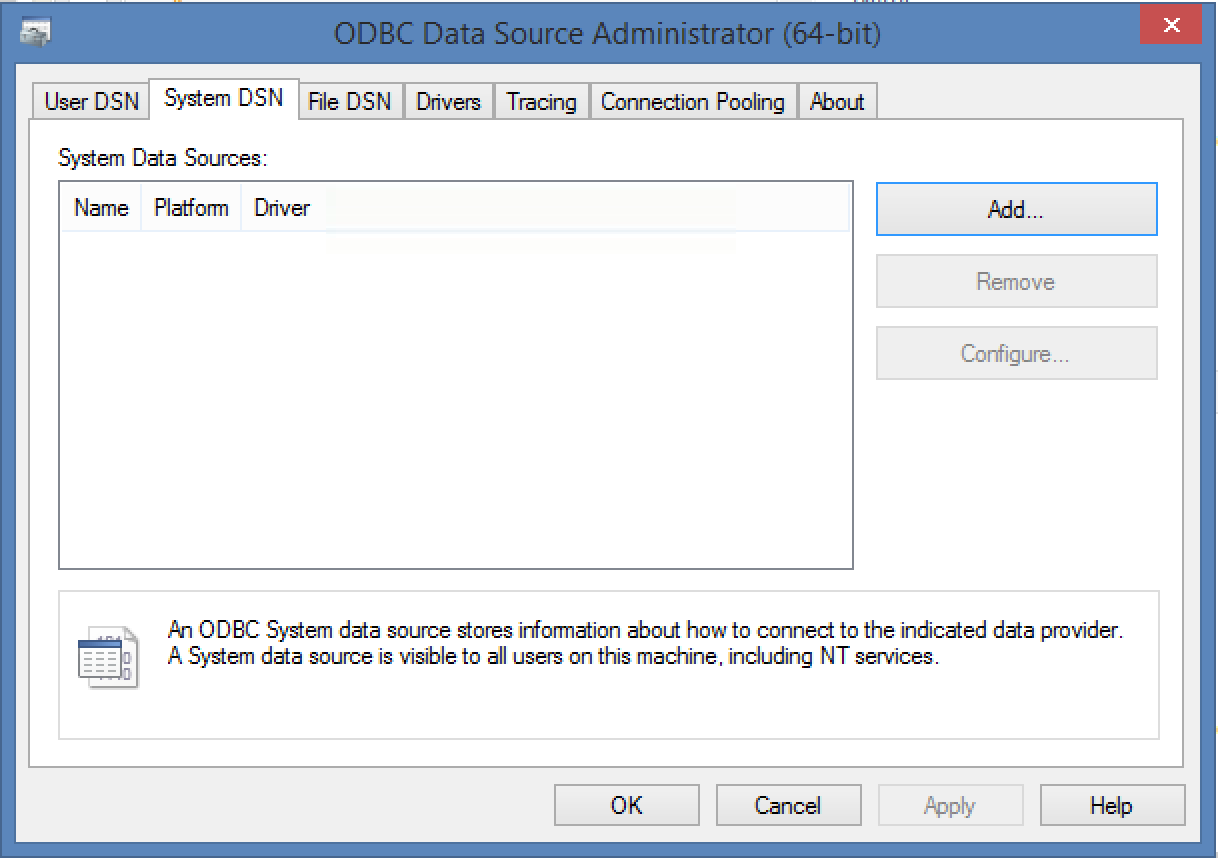 ODBC Data Source Administrator (64-bit)
User DSN System DSN File DSN Drivers Tracing Connection Pooling About
System Data Sources:
Name Platform Driver
Add...
Remove
Configure...
An ODBC System data source stores information about how to connect to the indicated data provider.
A System data source is visible to all users on this machine, including NT services.
OK Cancel Apply Help